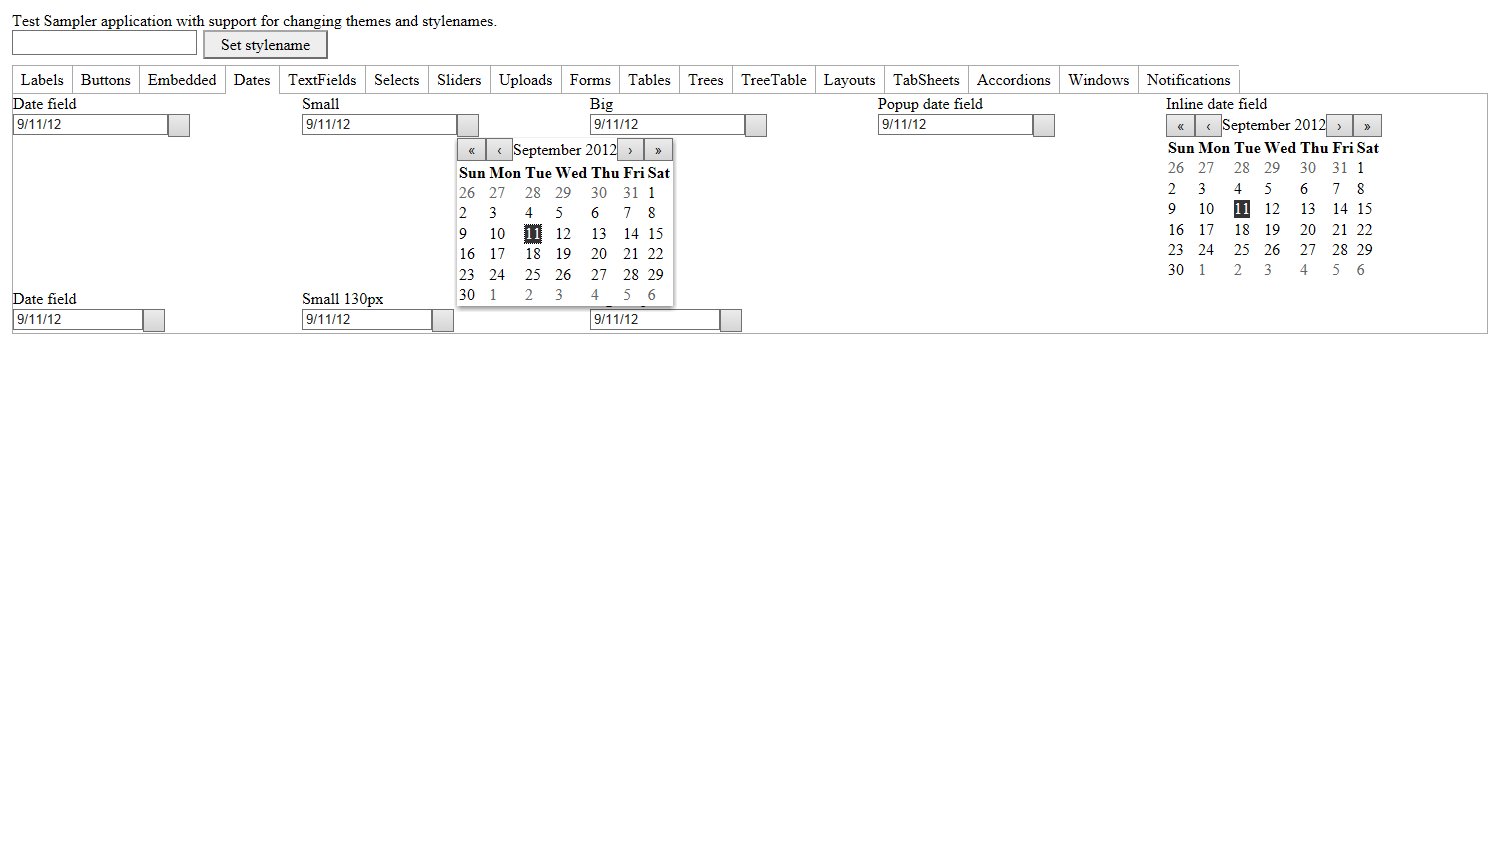 Test Sampler application with support for changing themes and stylenames.
Set stylename
Labels Buttons Embedded Dates TextFields Selects Sliders Uploads Forms Tables Trees TreeTable Layouts TabSheets Accordions Windows Notifications
Date field Small Big Popup date field Inline date field
9/11/12 9/11/12 9/11/12 9/11/12 « ‹ September 2012 › »
« ‹ September 2012 › »
Sun Mon Tue Wed Thu Fri Sat
26 27 28 29 30 31 1
2 3 4 5 6 7 8
9 10 11 12 13 14 15
16 17 18 19 20 21 22
23 24 25 26 27 28 29
30 1 2 3 4 5 6
Sun Mon Tue Wed Thu Fri Sat
26 27 28 29 30 31 1
2 3 4 5 6 7 8
9 10 11 12 13 14 15
16 17 18 19 20 21 22
23 24 25 26 27 28 29
30 1 2 3 4 5 6
Date field Small 130px
9/11/12 9/11/12 9/11/12